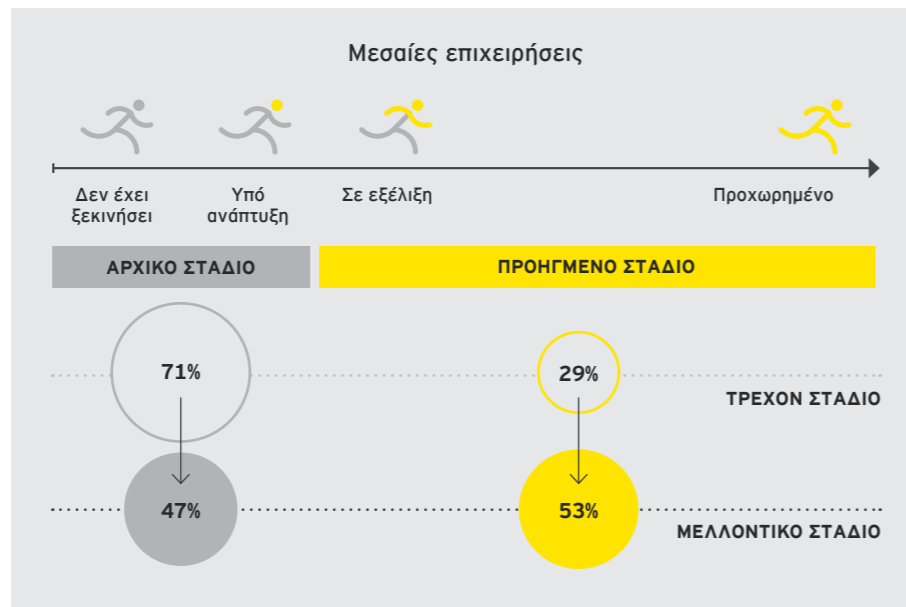 Μεσαίες επιχειρήσεις
Δεν έχει
ξεκινήσει
Υπό
ανάπτυξη
Σε εξέλιξη
Προχωρημένο
ΑΡΧΙΚΟ ΣΤΑΔΙΟ
ΠΡΟΗΓΜΕΝΟ ΣΤΑΔΙΟ
71%
29%
ΤΡΕΧΟΝ ΣΤΑΔΙΟ
47%
53%
ΜΕΛΛΟΝΤΙΚΟ ΣΤΑΔΙΟ